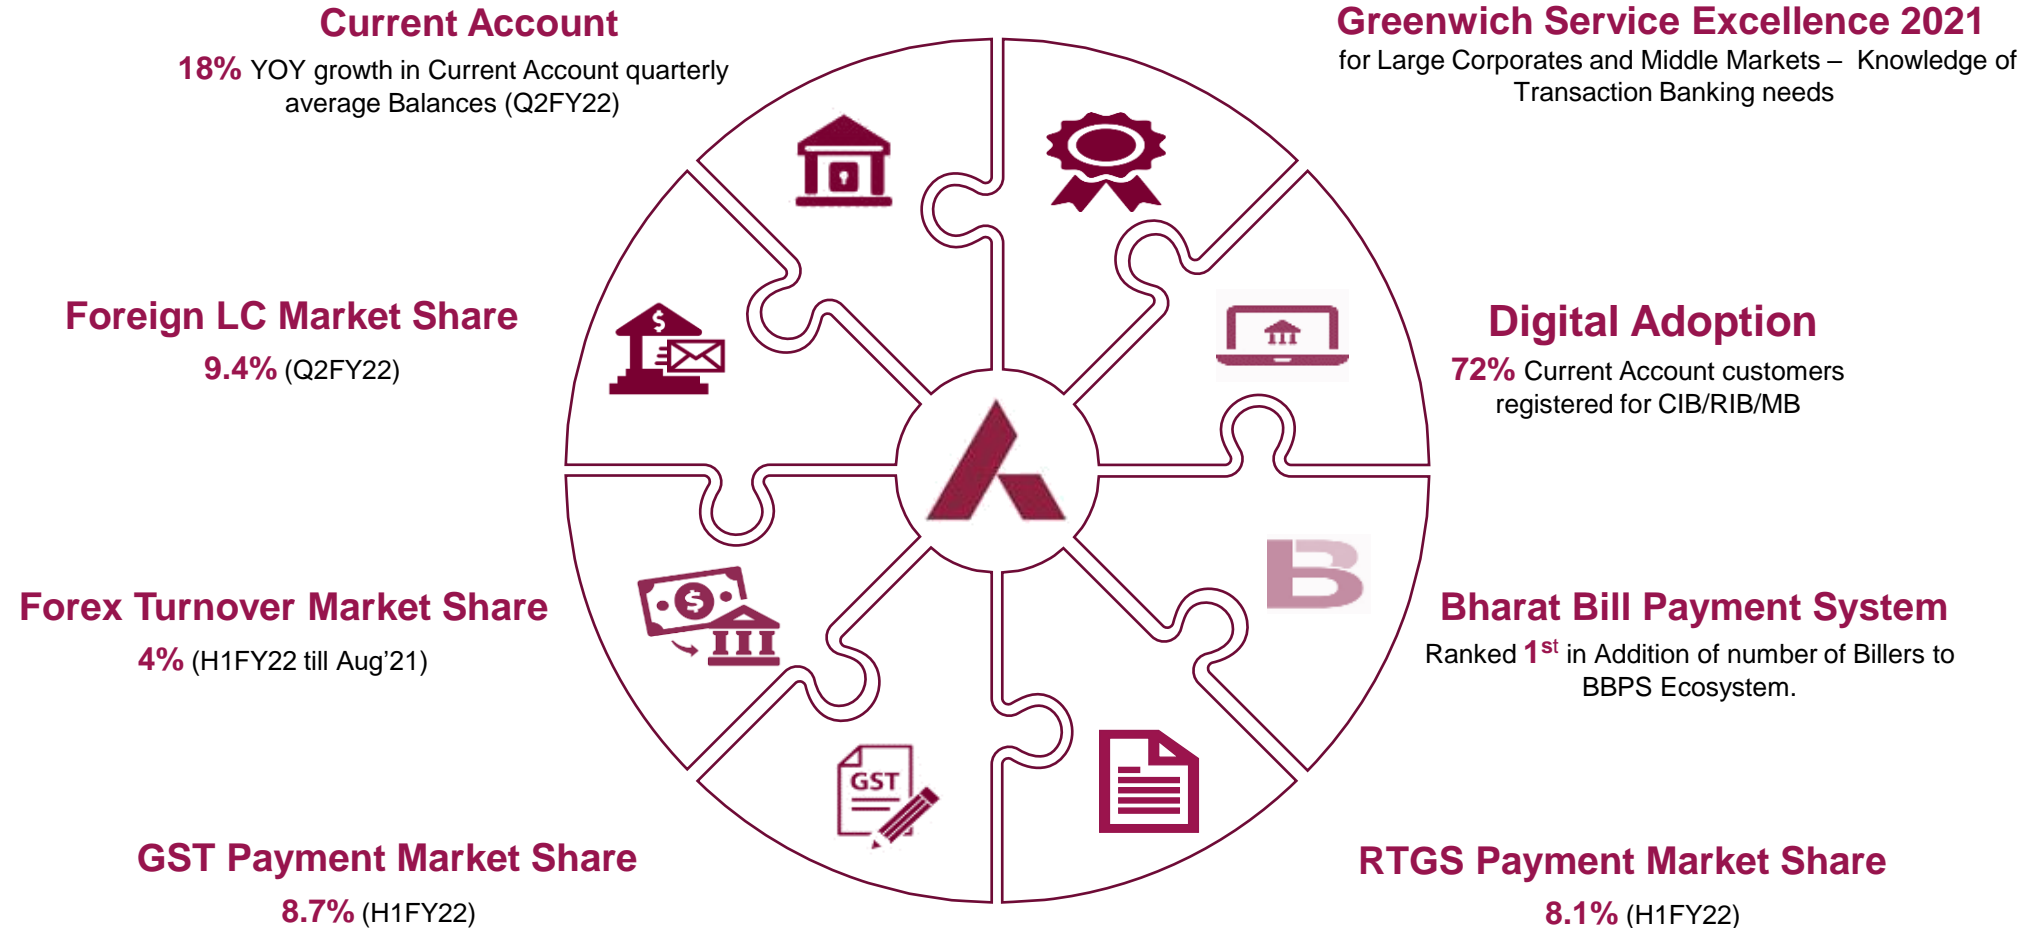 Current Account
18% YOY growth in Current Account quarterly
average Balances (Q2FY22)
Greenwich Service Excellence 2021
for Large Corporates and Middle Markets – Knowledge of
Transaction Banking needs
Foreign LC Market Share
9.4% (Q2FY22)
Digital Adoption
72% Current Account customers
registered for CIB/RIB/MB
Forex Turnover Market Share
4% (H1FY22 till Aug’21)
Bharat Bill Payment System
Ranked 1st in Addition of number of Billers to
BBPS Ecosystem.
GST
GST Payment Market Share
8.7% (H1FY22)
RTGS Payment Market Share
8.1% (H1FY22)